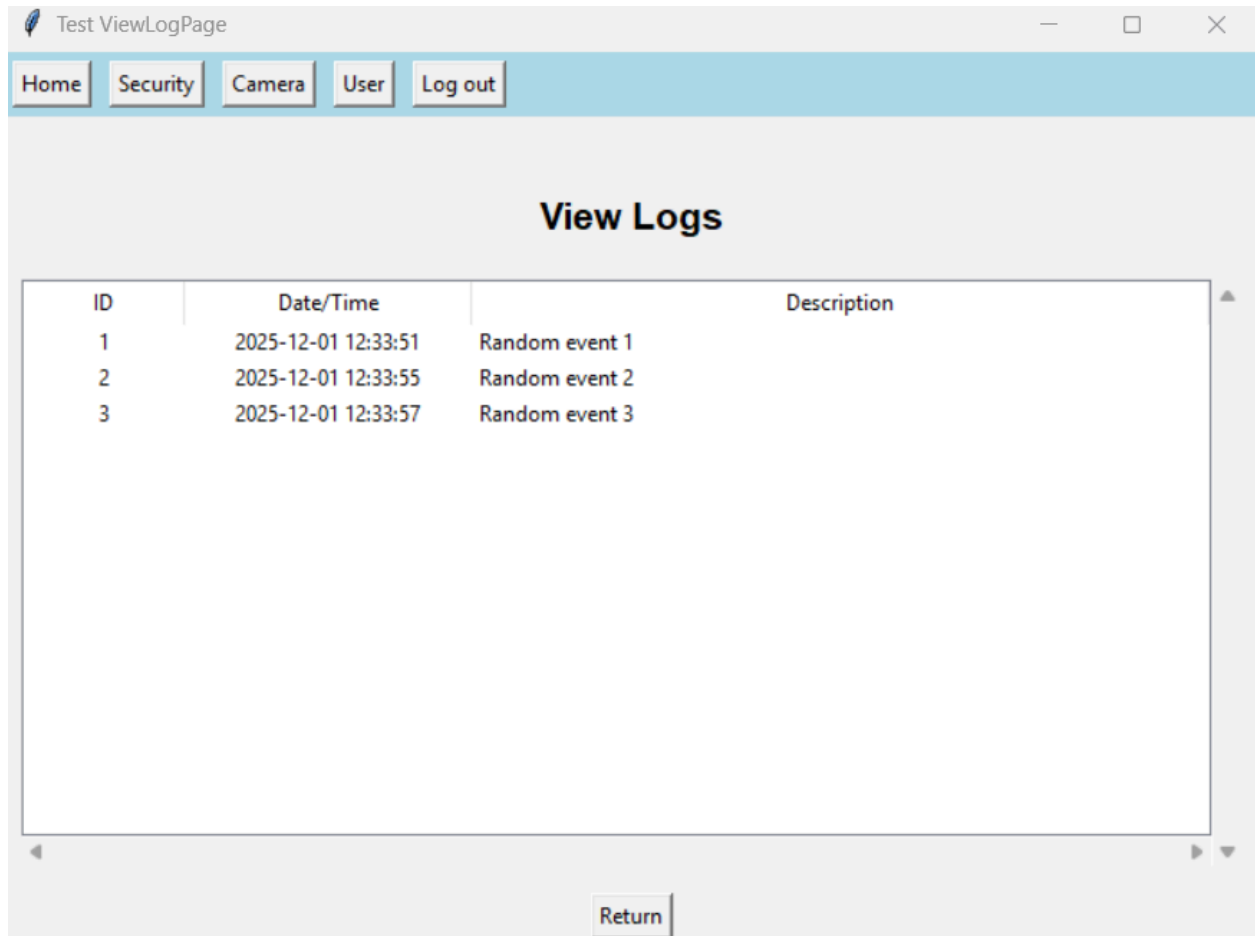 Test ViewLogPage
Home Security Camera User Log out
View Logs
ID Date/Time Description
1 2025-12-01 12:33:51 Random event 1
2 2025-12-01 12:33:55 Random event 2
3 2025-12-01 12:33:57 Random event 3
Return